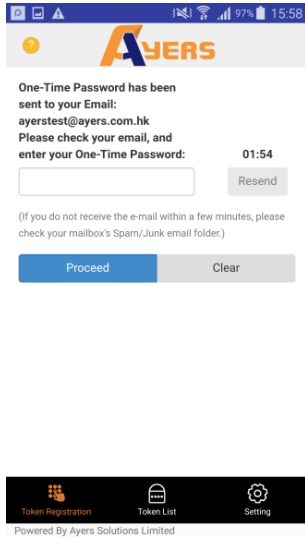 97% 15:58
?
AYERS
One-Time Password has been
sent to your Email:
ayerstest@ayers.com.hk
Please check your email, and
enter your One-Time Password: 01:54
Resend
(If you do not receive the e-mail within a few minutes, please
check your mailbox's Spam/Junk email folder.)
Proceed Clear
Token Registration Token List Setting
Powered By Ayers Solutions Limited